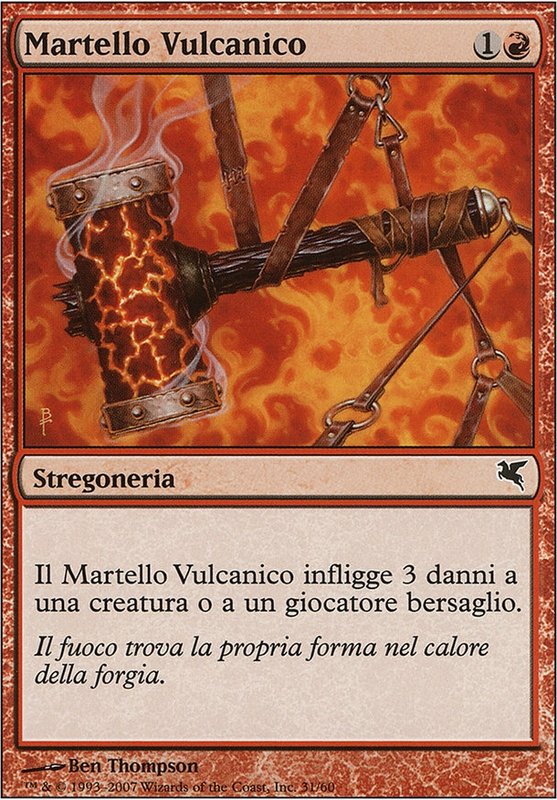 Martello Vulcanico 1
Stregoneria
Il Martello Vulcanico infligge 3 danni a
una creatura o a un giocatore bersaglio.
Il fuoco trova la propria forma nel calore
della forgia.
Ben Thompson
™ & © 1993-2007 Wizards of the Coast, Inc. 31/60